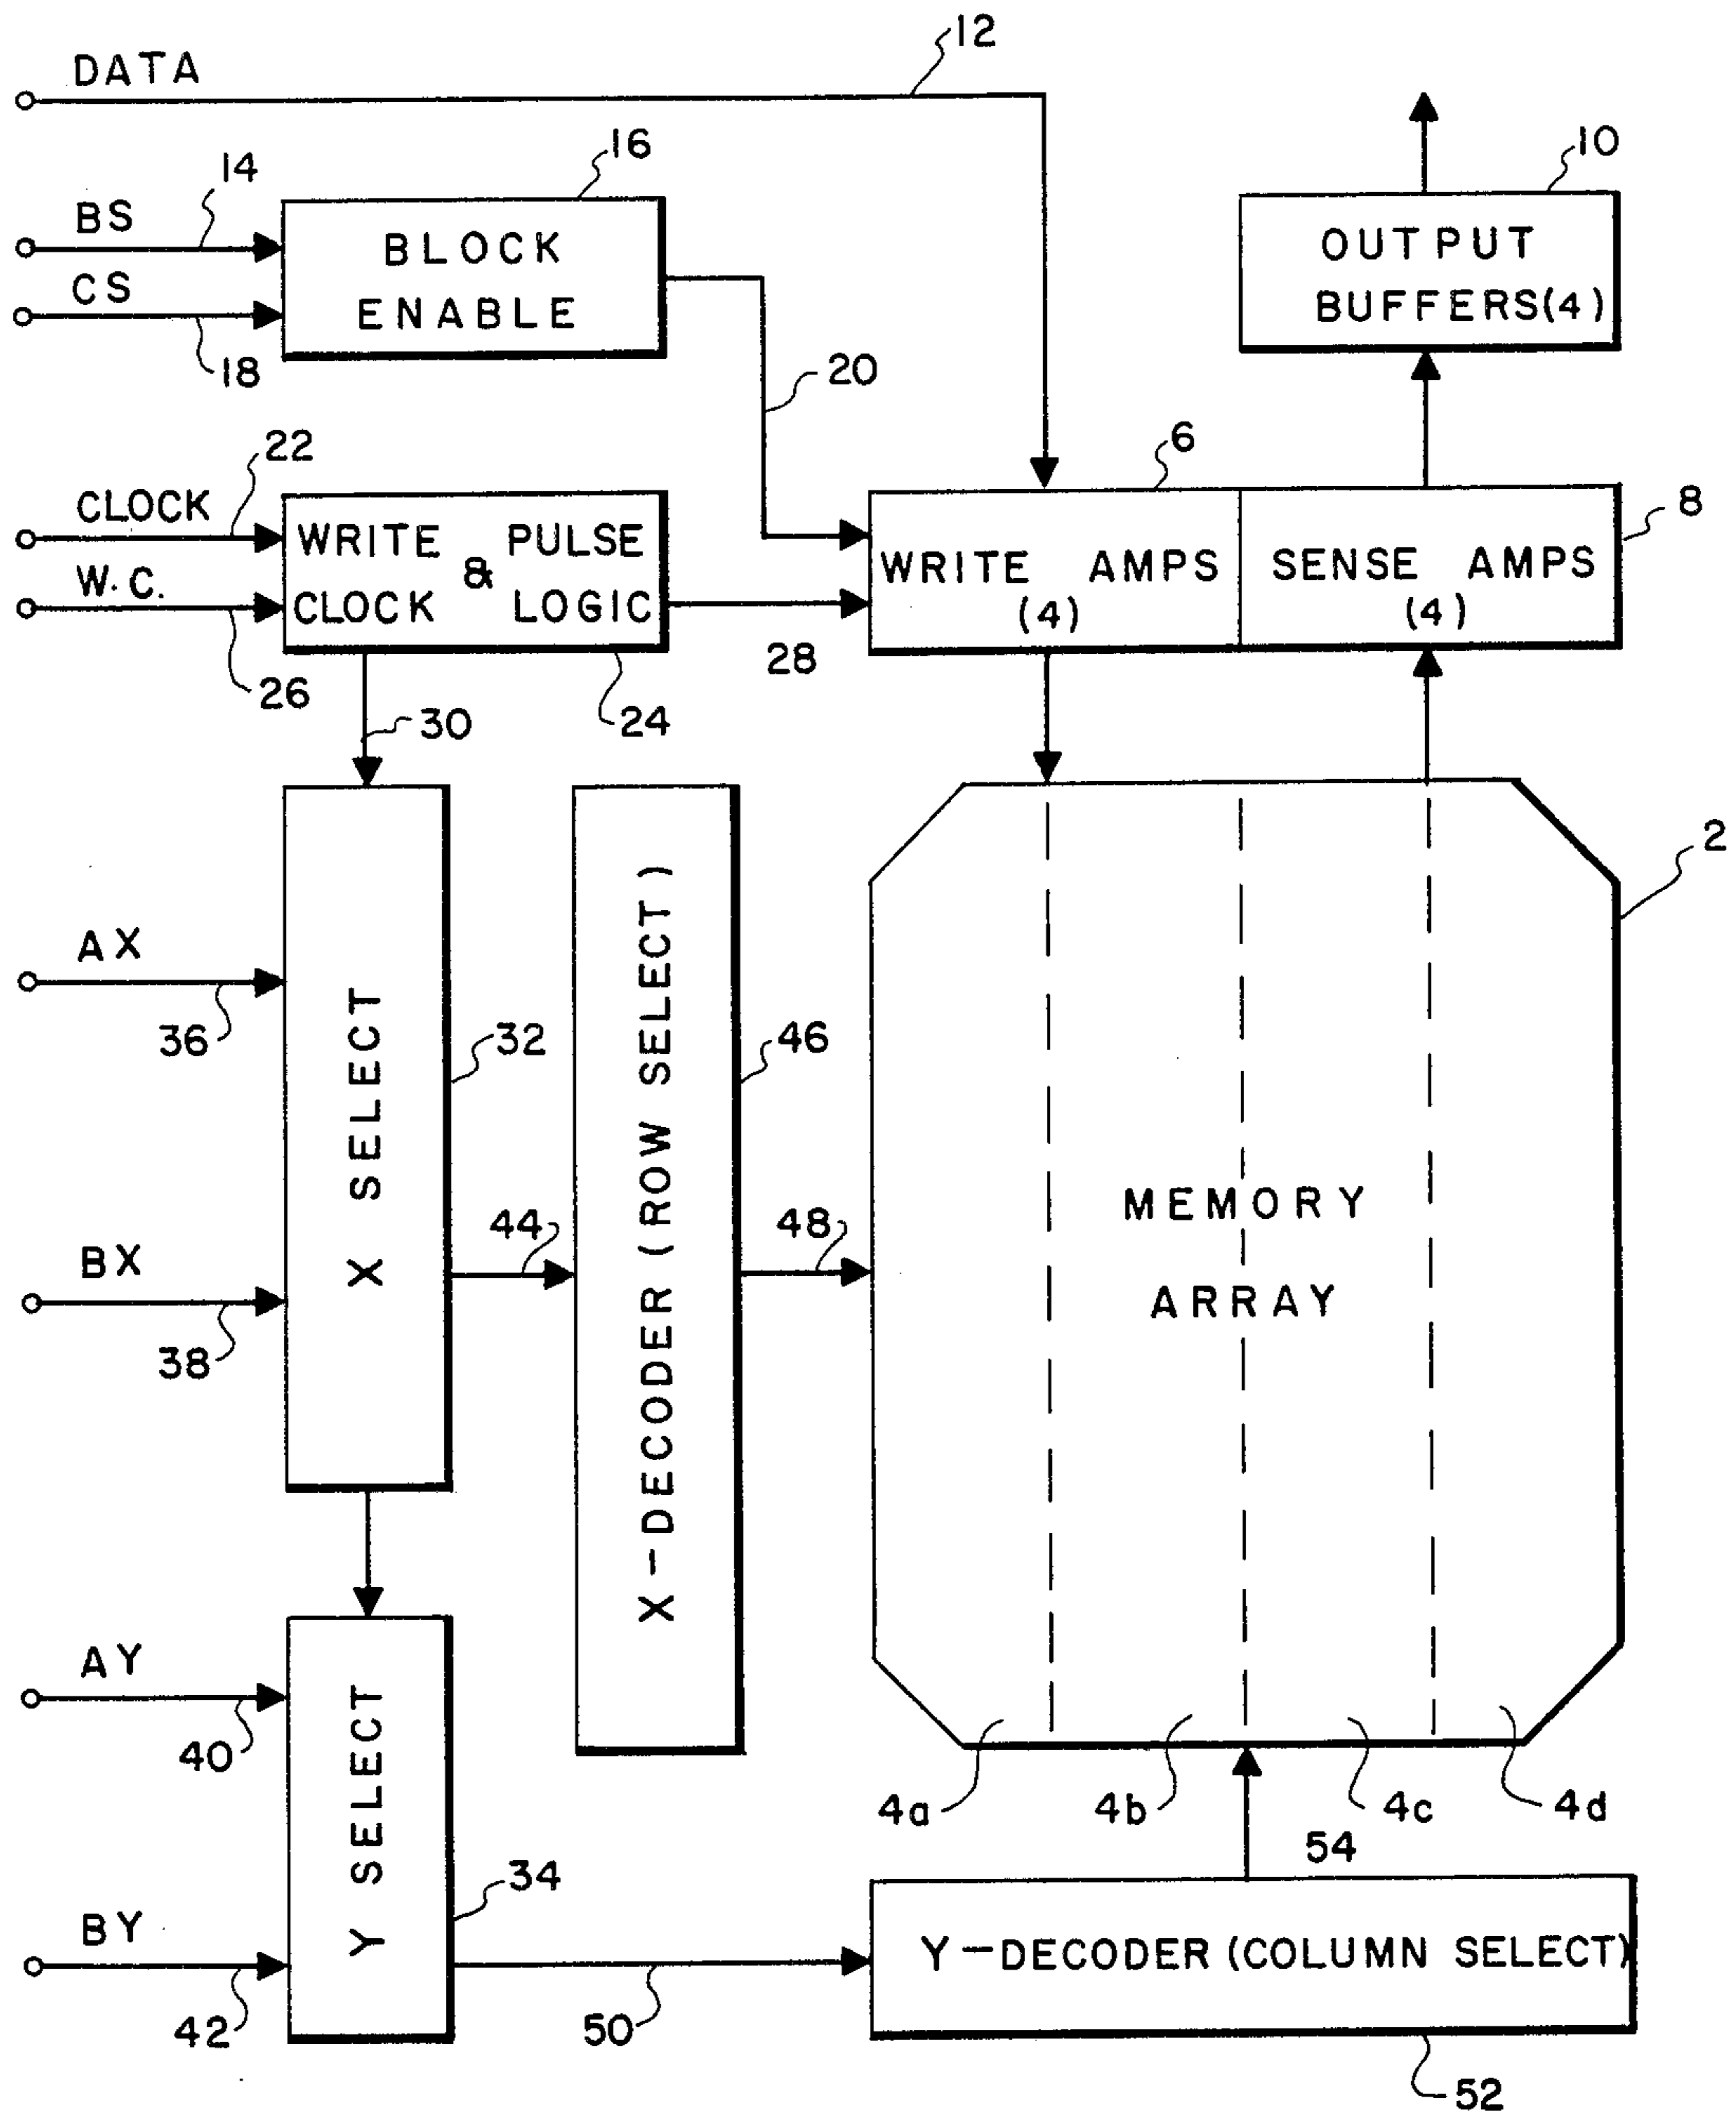 DATA
12
14
16
10
BS
BLOCK
ENABLE
OUTPUT
BUFFERS(4)
CS
18
20
22
6
8
CLOCK
WRITE & PULSE
CLOCK LOGIC
W.C.
WRITE AMPS
(4)
SENSE AMPS
(4)
26
28
24
30
2
AX
36
X SELECT
32
X-DECODER (ROW SELECT)
46
44
48
MEMORY
ARRAY
BX
38
AY
40
Y SELECT
4a
4b
4c
4d
54
34
BY
42
50
Y-DECODER (COLUMN SELECT)
52